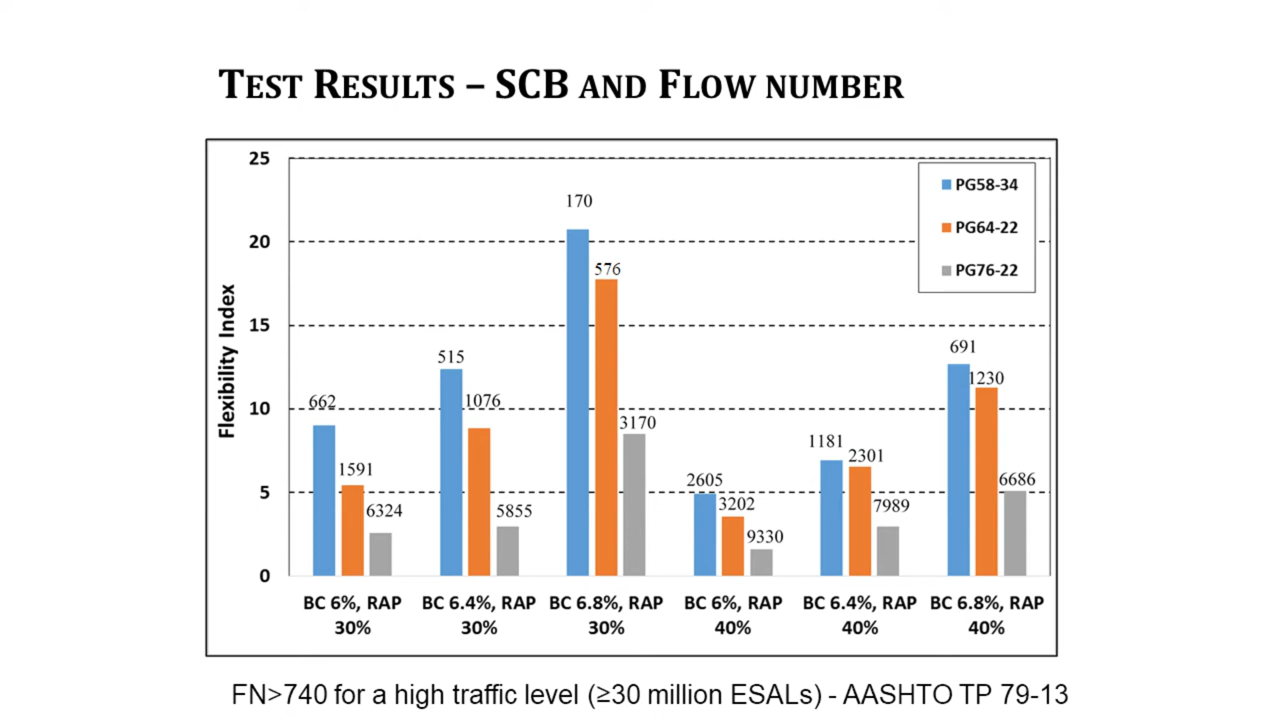 TEST RESULTS – SCB AND FLOW NUMBER
25
20
15
10
5
0
Flexibility Index
PG58-34
PG64-22
PG76-22
662
1591
6324
515
1076
5855
170
576
3170
2605
3202
9330
1181
2301
7989
691
1230
6686
BC 6%, RAP
30%
BC 6.4%, RAP
30%
BC 6.8%, RAP
30%
BC 6%, RAP
40%
BC 6.4%, RAP
40%
BC 6.8%, RAP
40%
FN>740 for a high traffic level (≥30 million ESALs) - AASHTO TP 79-13